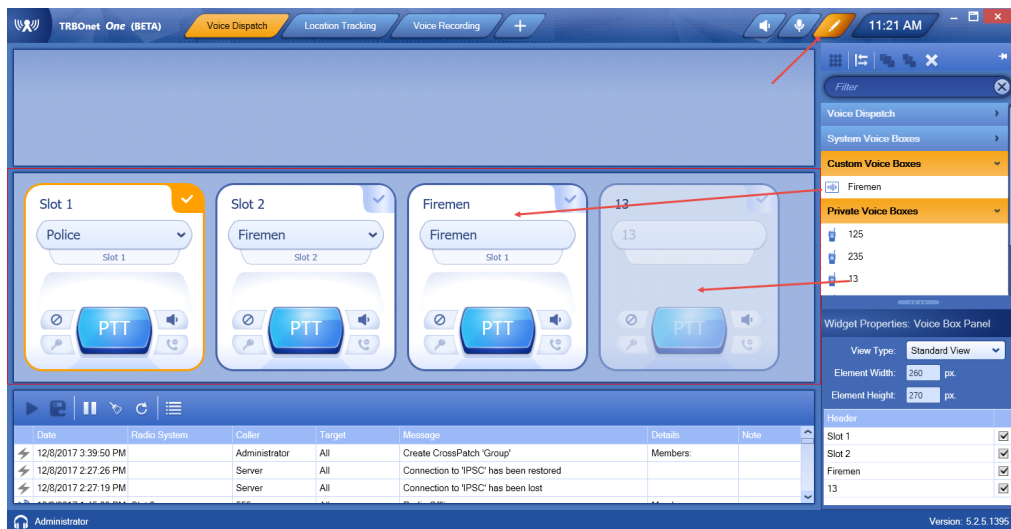 TRBOnet One (BETA)
Voice Dispatch
Location Tracking
Voice Recording
11:21 AM
Filter
Voice Dispatch
System Voice Boxes
Custom Voice Boxes
Firemen
Private Voice Boxes
125
235
13
Slot 1
Police
Slot 1
PTT
Slot 2
Firemen
Slot 2
PTT
Firemen
Firemen
Slot 1
PTT
13
13
PTT
Widget Properties: Voice Box Panel
View Type: Standard View
Element Width: 260 px.
Element Height: 270 px.
Header
Slot 1
Slot 2
Firemen
13
Date Radio System Caller Target Message Details Note
12/8/2017 3:39:50 PM Administrator All Create CrossPatch 'Group' Members:
12/8/2017 2:27:26 PM Server All Connection to 'IPSC' has been restored
12/8/2017 2:27:19 PM Server All Connection to 'IPSC' has been lost
Administrator
Version: 5.2.5.1395